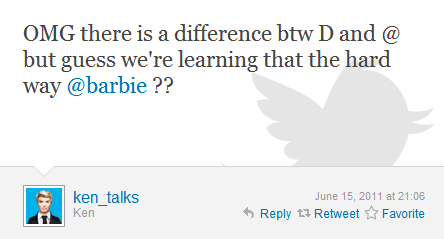 OMG there is a difference btw D and @
but guess we're learning that the hard
way @barbie ??
ken_talks
Ken
June 15, 2011 at 21:06
Reply Retweet Favorite